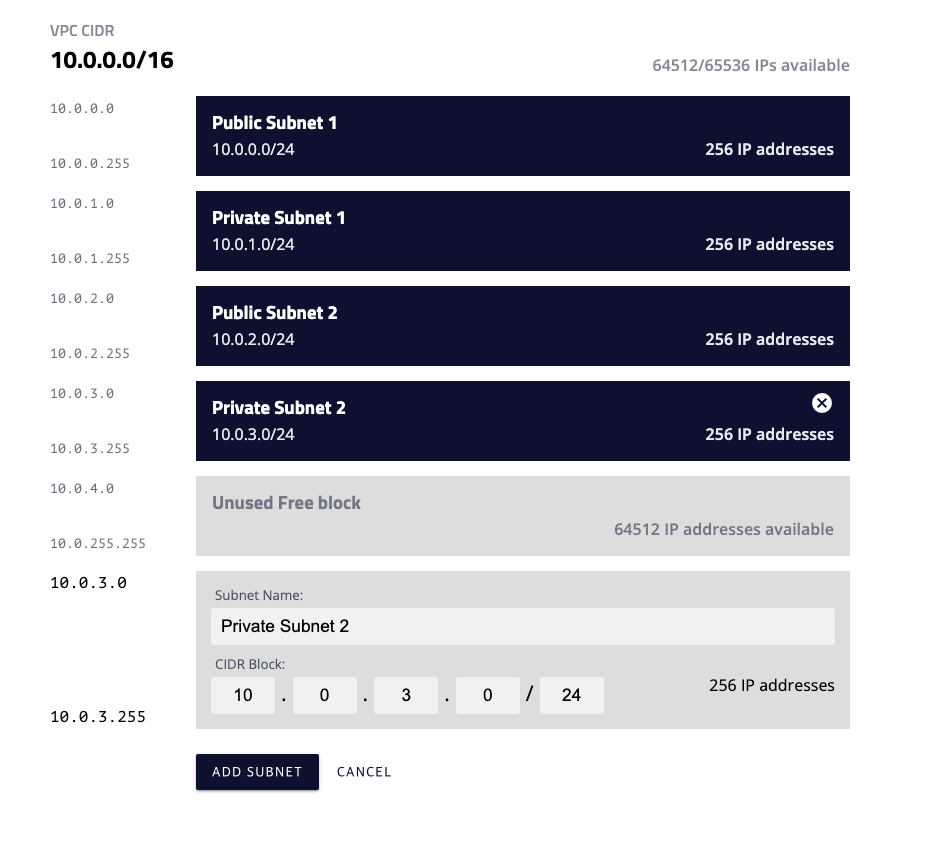 VPC CIDR
10.0.0.0/16
64512/65536 IPs available
10.0.0.0
Public Subnet 1
10.0.0.0/24
256 IP addresses
10.0.0.255
10.0.1.0
Private Subnet 1
10.0.1.0/24
256 IP addresses
10.0.1.255
10.0.2.0
Public Subnet 2
10.0.2.0/24
256 IP addresses
10.0.2.255
10.0.3.0
Private Subnet 2
10.0.3.0/24
256 IP addresses
10.0.3.255
10.0.4.0
Unused Free block
64512 IP addresses available
10.0.255.255
10.0.3.0
Subnet Name:
Private Subnet 2
CIDR Block:
10 . 0 . 3 . 0 / 24
256 IP addresses
10.0.3.255
ADD SUBNET
CANCEL